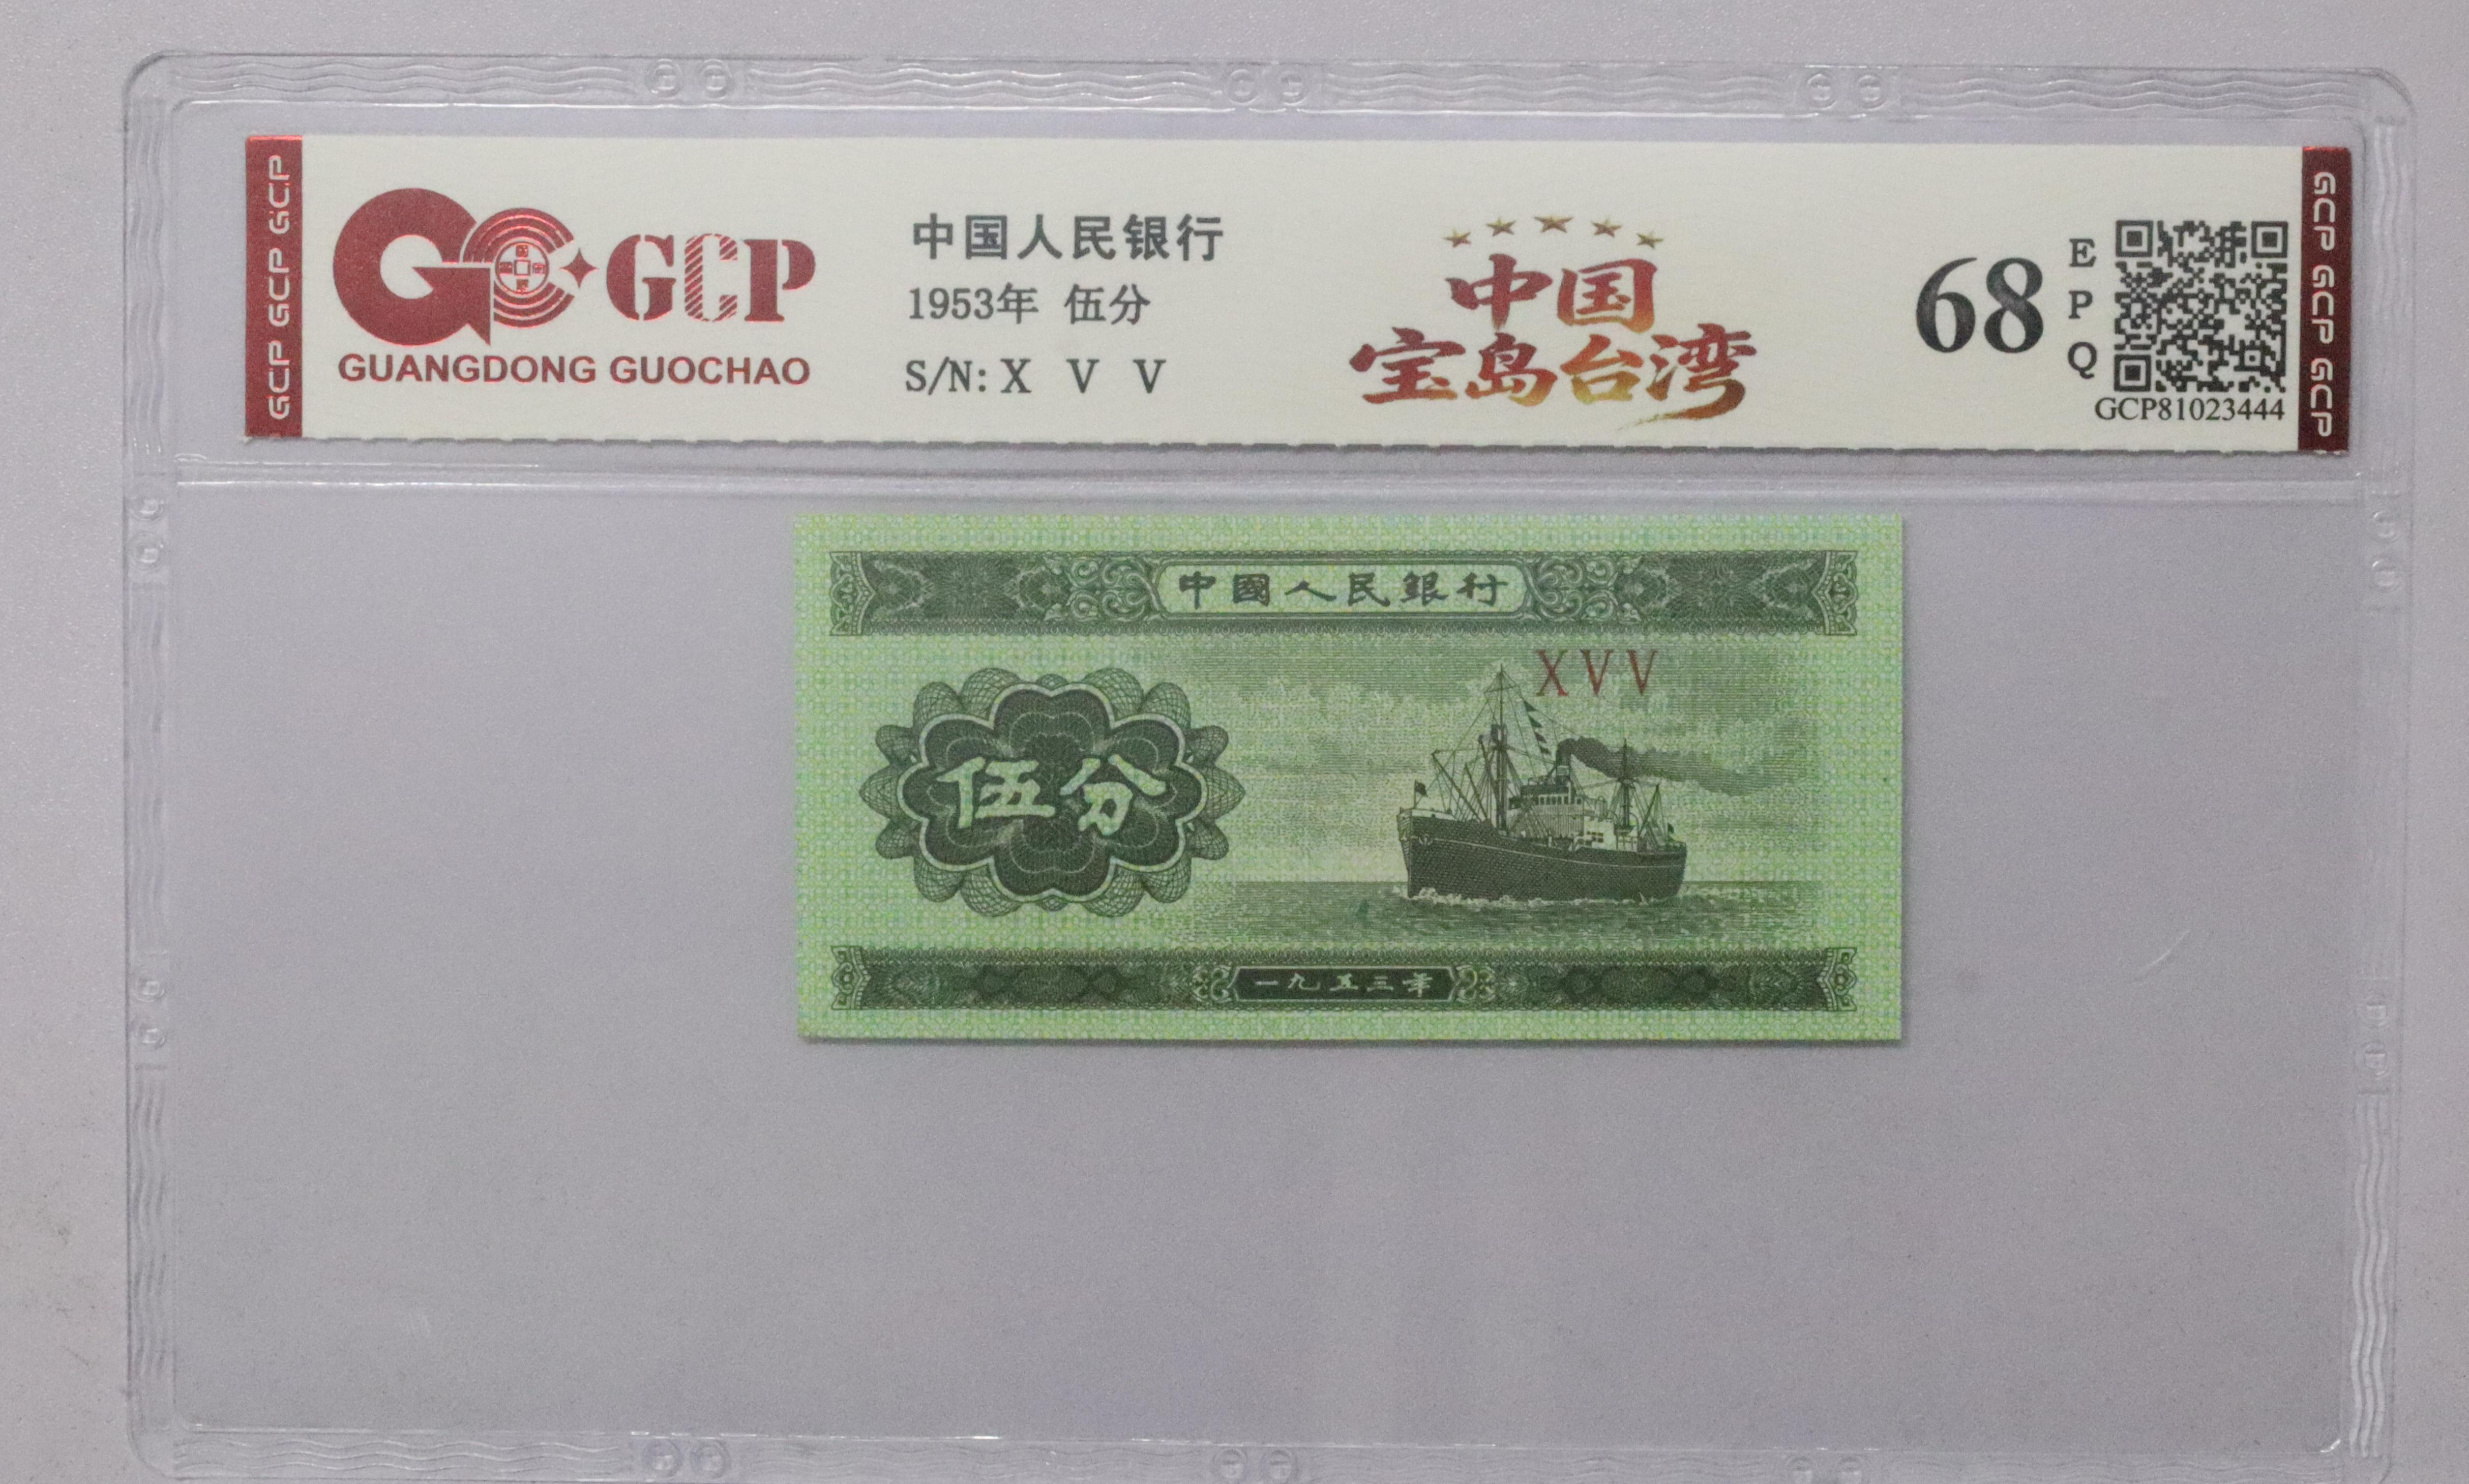 GCP GCP GCP
GCP
GUANGDONG GUOCHAO
中国人民银行
1953年 伍分
S/N: X V V
中国
宝岛台湾
68
E
P
Q
GCP81023444
GCP GCP GCP
中國人民銀行
XVV
伍分
一九五三年